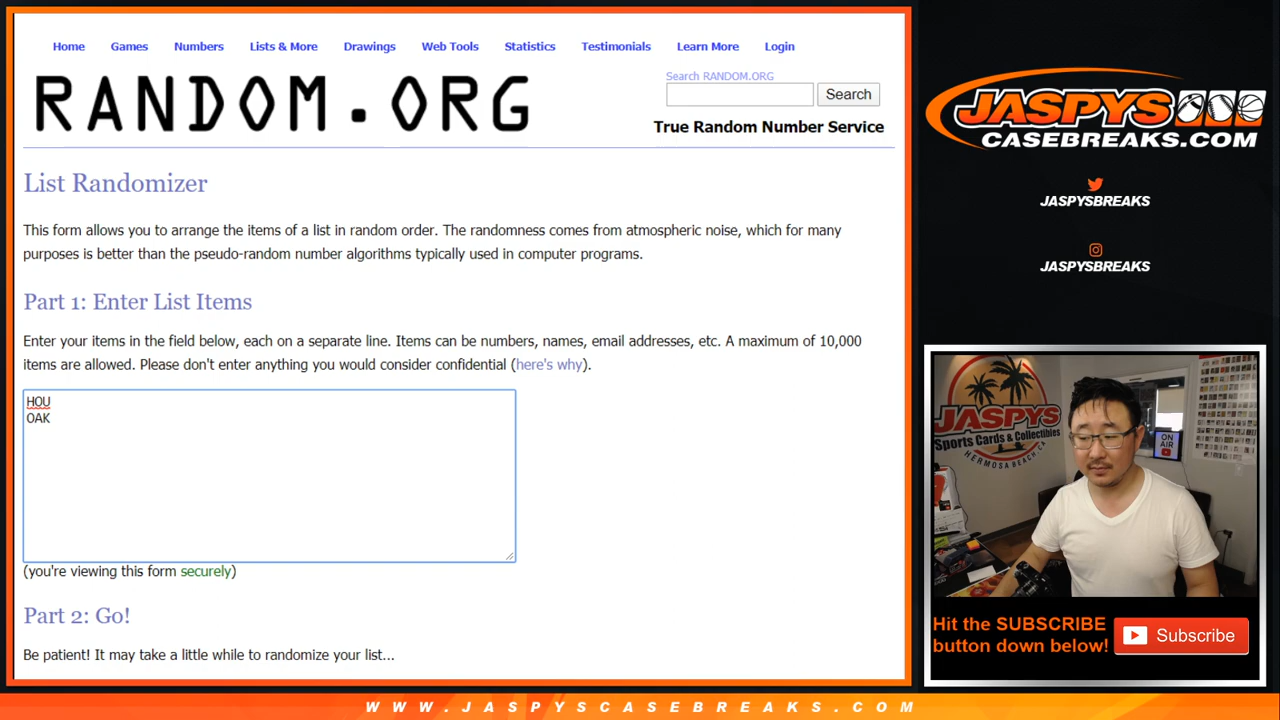 Home Games Numbers Lists & More Drawings Web Tools Statistics Testimonials Learn More Login
RANDOM.ORG
Search RANDOM.ORG
Search
True Random Number Service
List Randomizer
This form allows you to arrange the items of a list in random order. The randomness comes from atmospheric noise, which for many
purposes is better than the pseudo-random number algorithms typically used in computer programs.
Part 1: Enter List Items
Enter your items in the field below, each on a separate line. Items can be numbers, names, email addresses, etc. A maximum of 10,000
items are allowed. Please don't enter anything you would consider confidential (here's why).
HOU
OAK
(you're viewing this form securely)
Part 2: Go!
Be patient! It may take a little while to randomize your list...
JASPYS
CASEBREAKS.COM
JASPYSBREAKS
JASPYSBREAKS
JASPYS
Sports Cards & Collectibles
HERMOSA BEACH, CA
ON
AIR
Hit the SUBSCRIBE
button down below!
Subscribe
WWW.JASPYSCASEBREAKS.COM